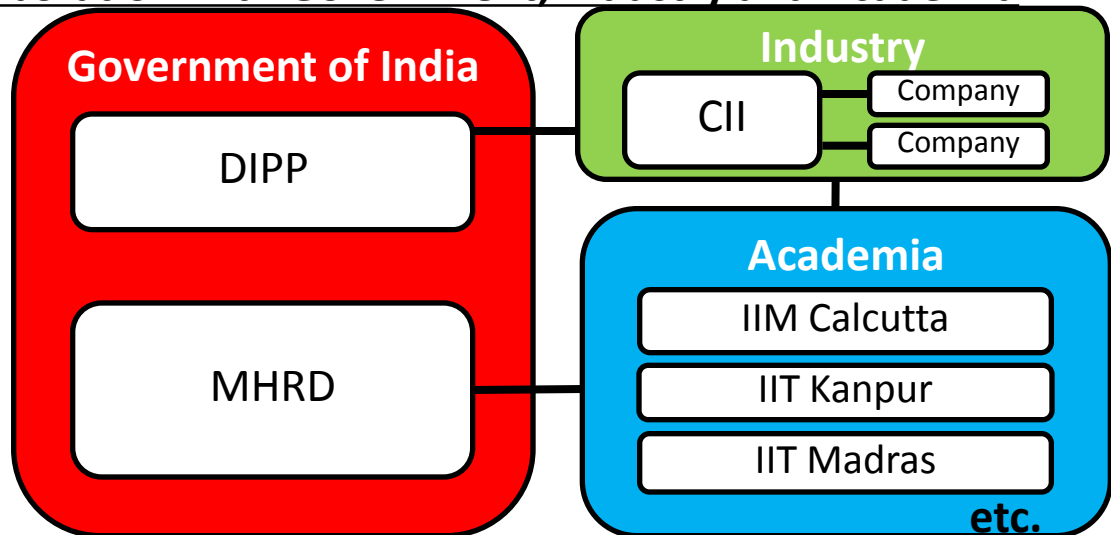 Government of India
DIPP
MHRD
Industry
CII
Company
Company
Academia
IIM Calcutta
IIT Kanpur
IIT Madras
etc.